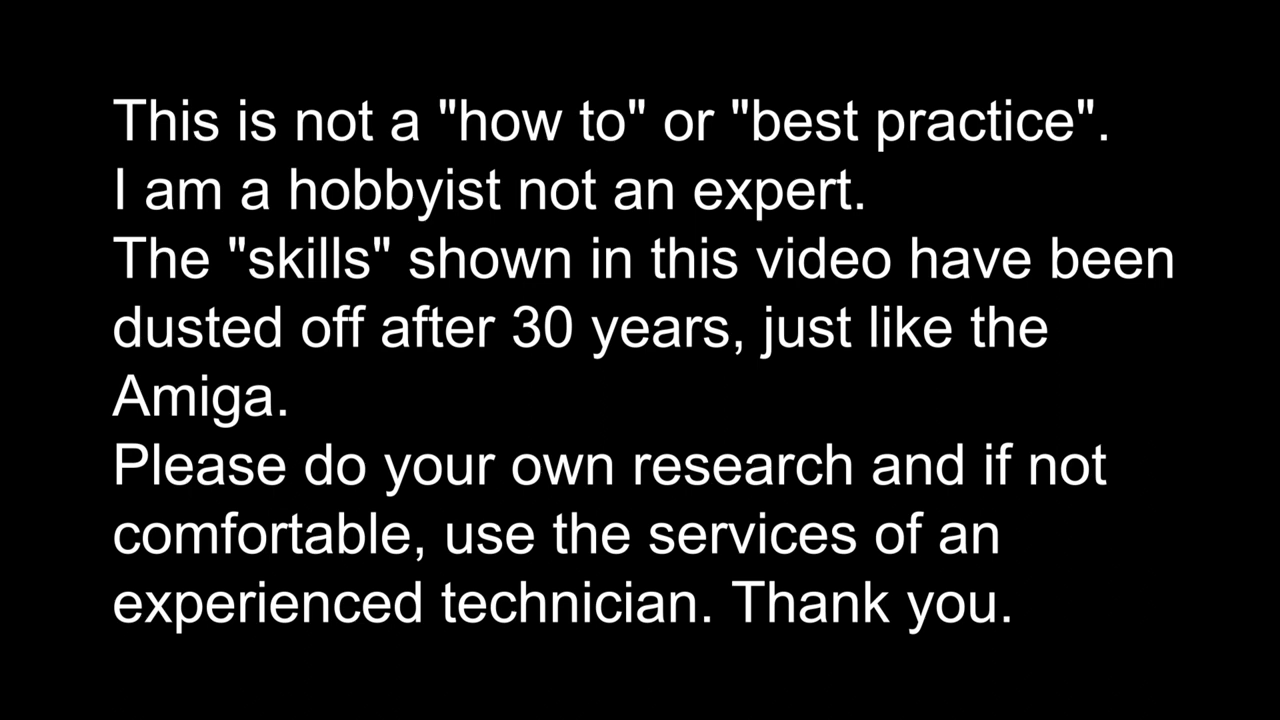 This is not a "how to" or "best practice".
I am a hobbyist not an expert.
The "skills" shown in this video have been
dusted off after 30 years, just like the
Amiga.
Please do your own research and if not
comfortable, use the services of an
experienced technician. Thank you.